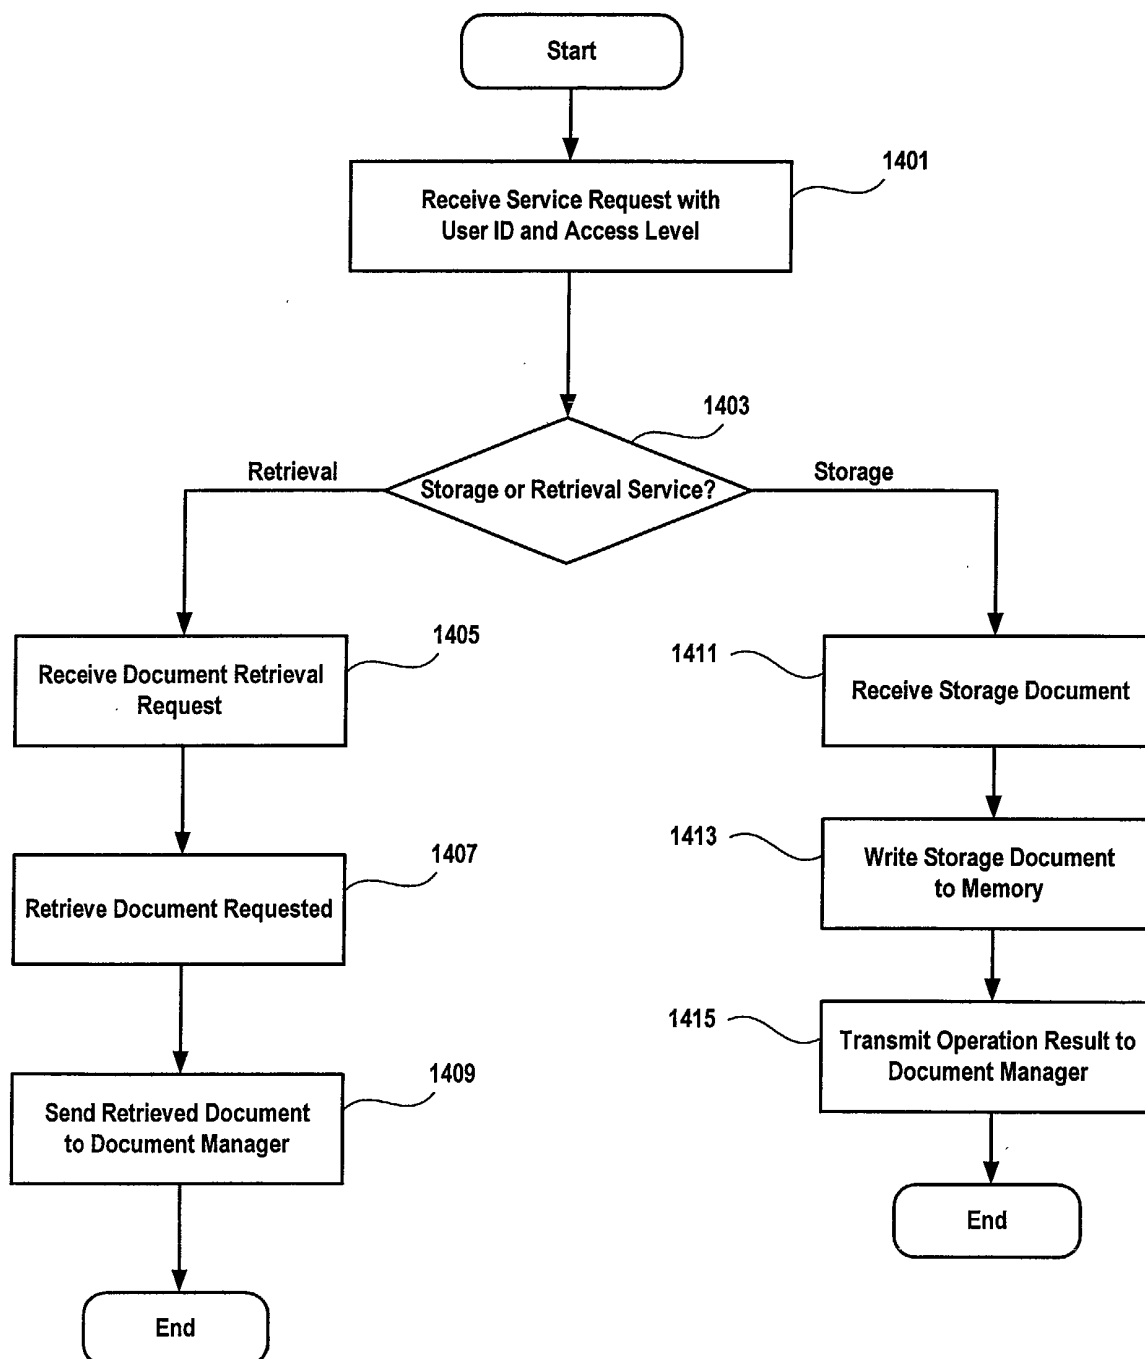 Start
1401
Receive Service Request with
User ID and Access Level
1403
Retrieval
Storage or Retrieval Service?
Storage
1405
Receive Document Retrieval
Request
1407
Retrieve Document Requested
1409
Send Retrieved Document
to Document Manager
End
1411
Receive Storage Document
1413
Write Storage Document
to Memory
1415
Transmit Operation Result to
Document Manager
End